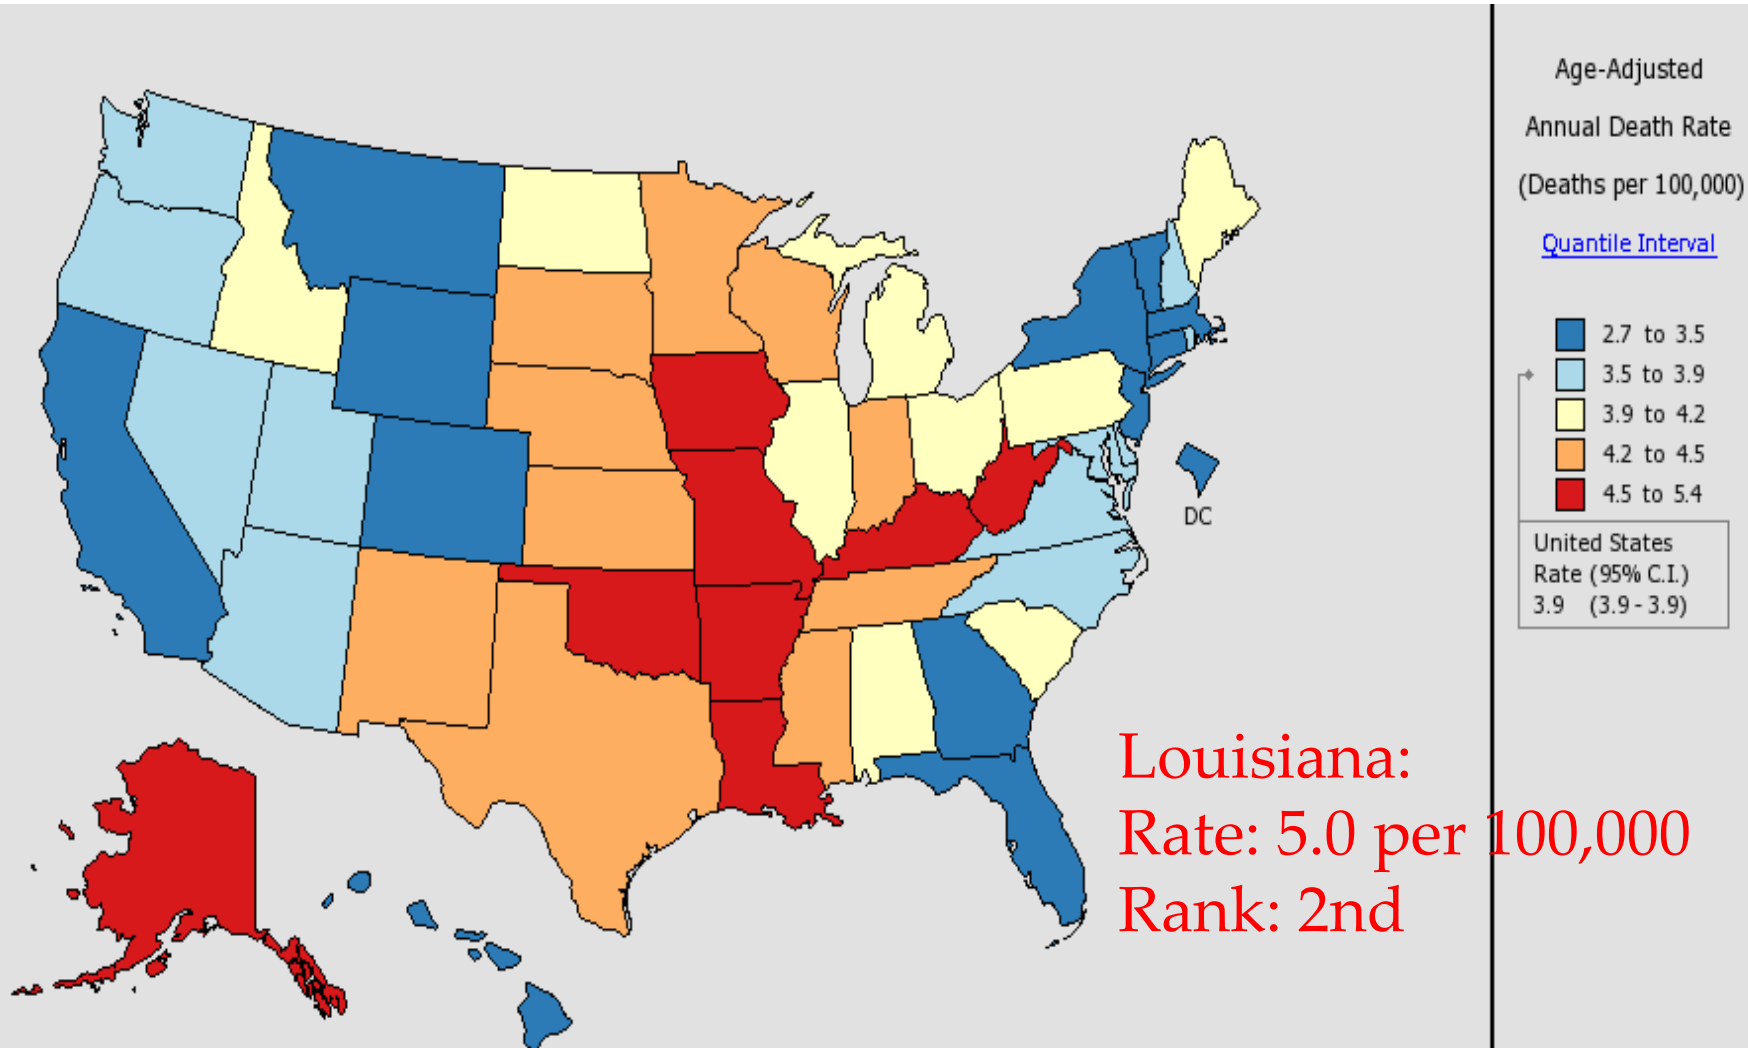 Age-Adjusted
Annual Death Rate
(Deaths per 100,000)
Quantile Interval
2.7 to 3.5
3.5 to 3.9
3.9 to 4.2
4.2 to 4.5
4.5 to 5.4
United States
Rate (95% C.I.)
3.9 (3.9 - 3.9)
DC
Louisiana:
Rate: 5.0 per 100,000
Rank: 2nd